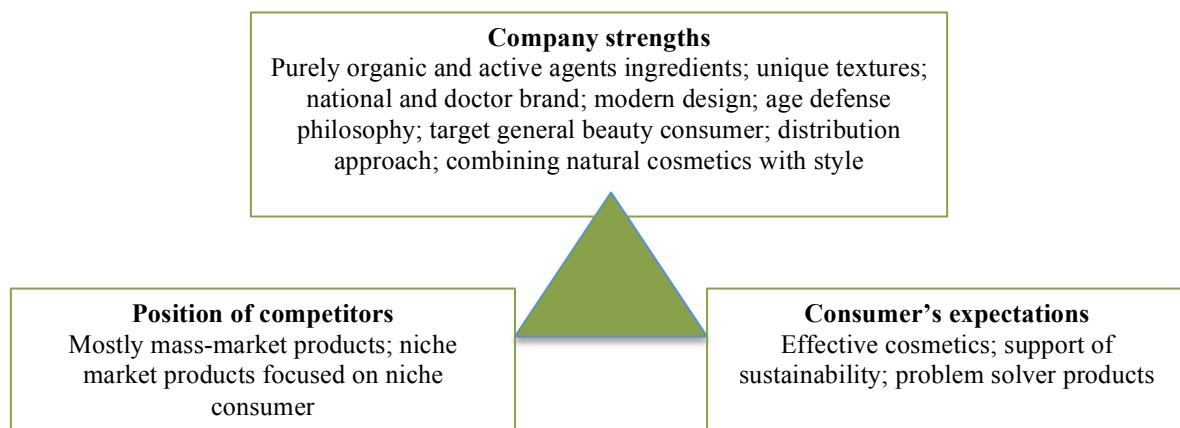 Company strengths
Purely organic and active agents ingredients; unique textures;
national and doctor brand; modern design; age defense
philosophy; target general beauty consumer; distribution
approach; combining natural cosmetics with style
Position of competitors
Mostly mass-market products; niche
market products focused on niche
consumer
Consumer’s expectations
Effective cosmetics; support of
sustainability; problem solver products